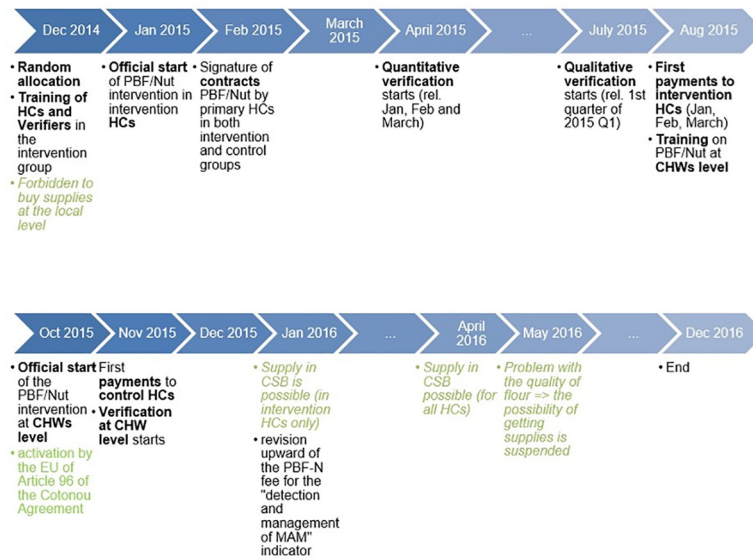 Dec 2014
Jan 2015
Feb 2015
March
2015
April 2015
...
July 2015
Aug 2015
• Random
allocation
• Training of
HCs and
Verifiers in
the
intervention
group
• Forbidden to
buy supplies
at the local
level
• Official start
of PBF/Nut
intervention in
intervention
HCs
• Signature of
contracts
PBF/Nut by
primary HCs
in both
intervention
and control
groups
• Quantitative
verification
starts (rel.
Jan, Feb and
March)
• Qualitative
verification
starts (rel. 1st
quarter of
2015 Q1)
• First
payments to
intervention
HCs (Jan,
Feb, March)
• Training on
PBF/Nut at
CHWs level
Oct 2015
Nov 2015
Dec 2015
Jan 2016
...
April
2016
May 2016
...
Dec 2016
• Official start
of the
PBF/Nut
intervention
at CHWs
level
• activation by
the EU of
Article 96 of
the Cotonou
Agreement
• First
payments to
control HCs
• Verification
at CHW
level starts
• Supply in
CSB is
possible (in
intervention
HCs only)
• revision
upward of
the PBF-N
fee for the
"detection
and
management
of MAM"
indicator
• Supply in
CSB
possible (for
all HCs)
• Problem with
the quality of
flour => the
possibility of
getting
supplies is
suspended
• End